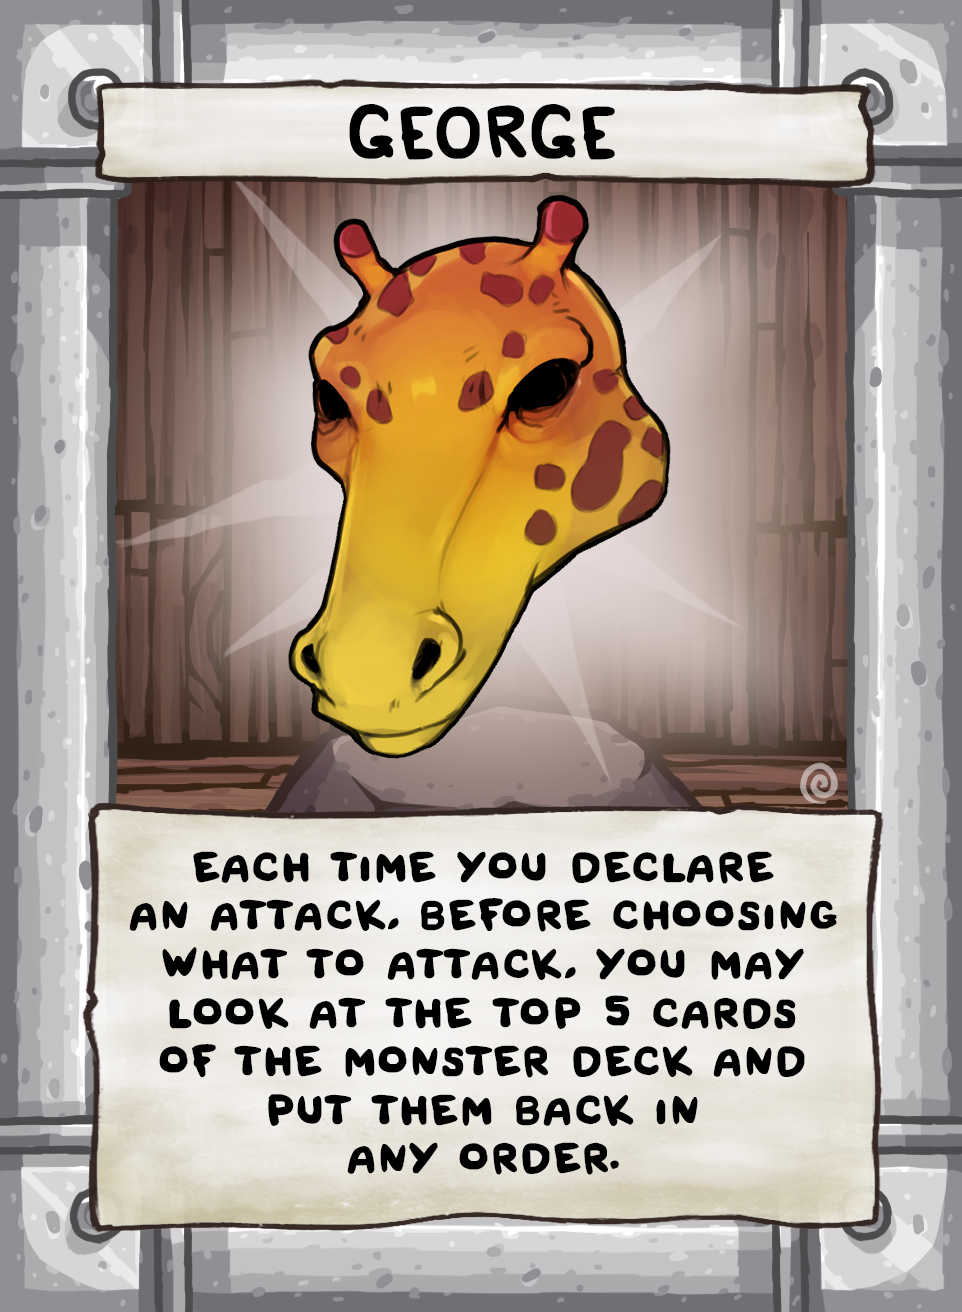 GEORGE
EACH TIME YOU DECLARE
AN ATTACK, BEFORE CHOOSING
WHAT TO ATTACK, YOU MAY
LOOK AT THE TOP 5 CARDS
OF THE MONSTER DECK AND
PUT THEM BACK IN
ANY ORDER.